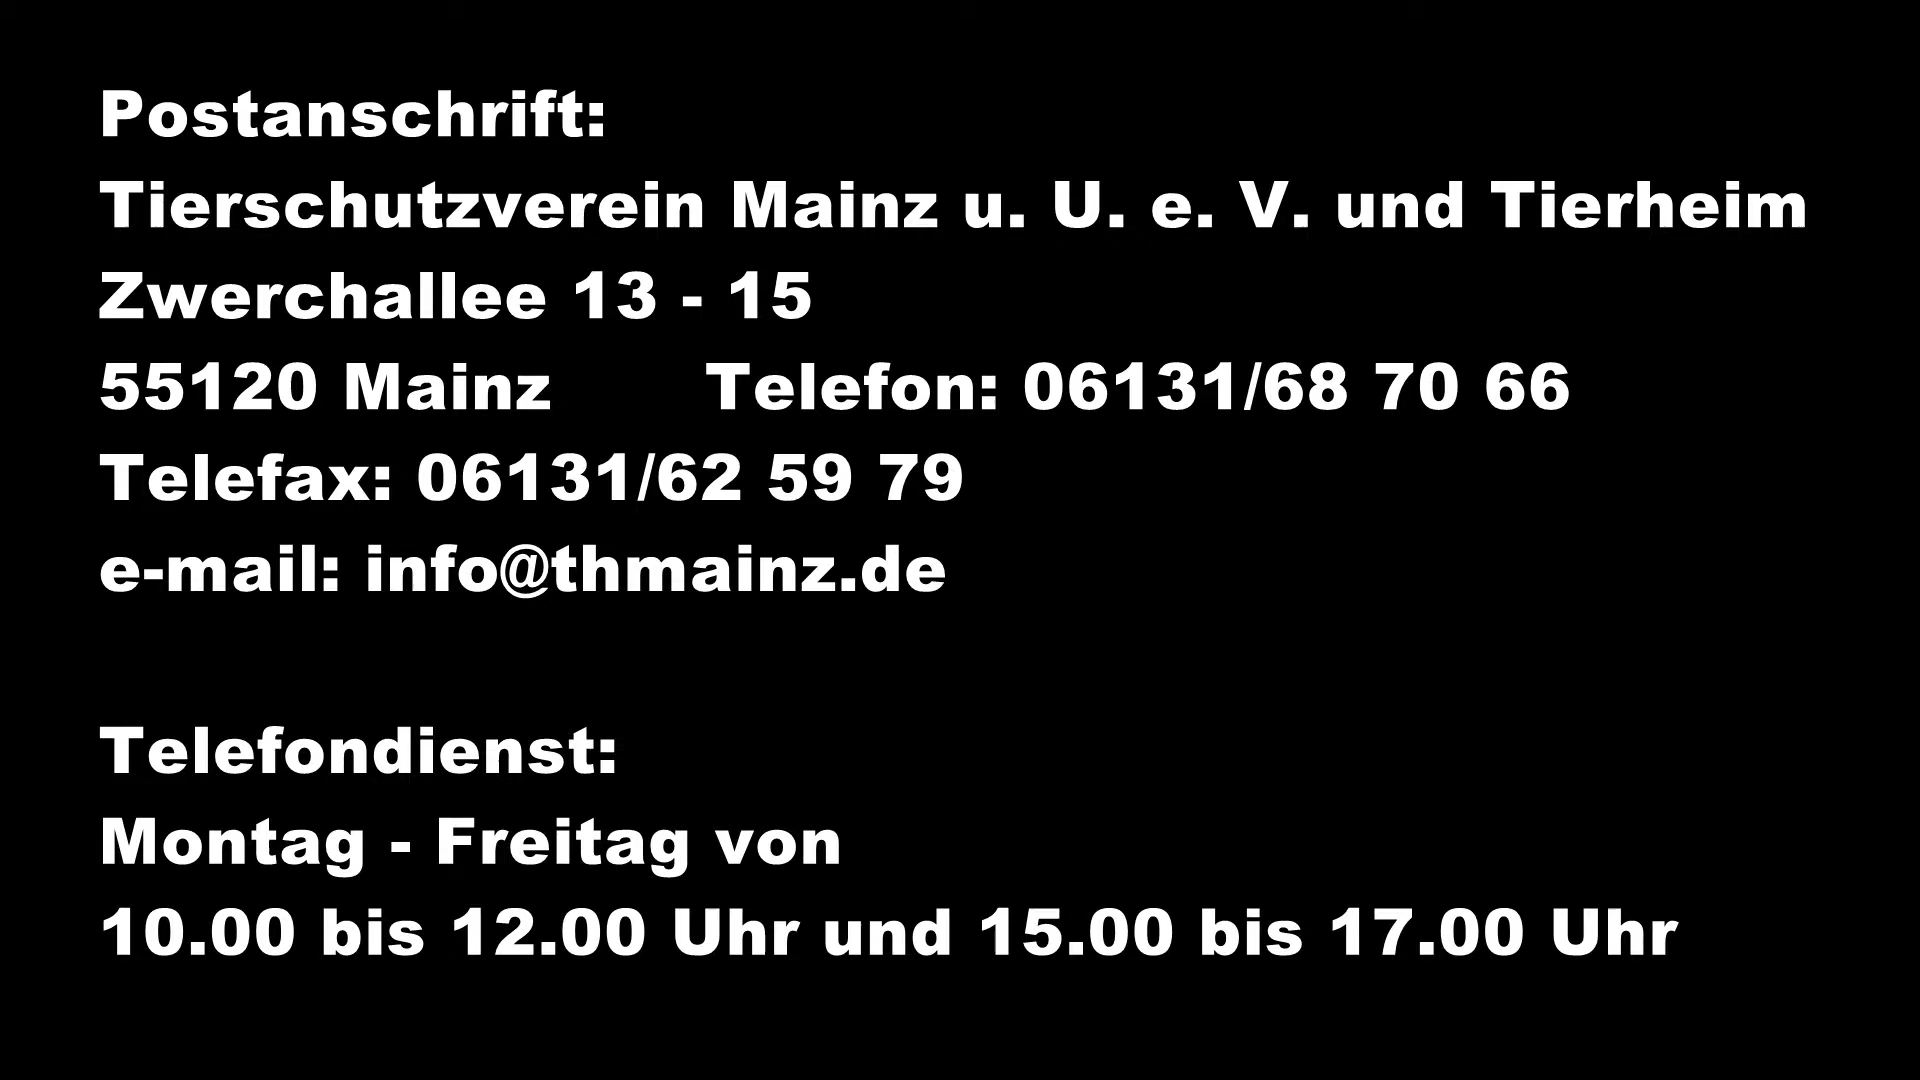 Postanschrift:
Tierschutzverein Mainz u. U. e. V. und Tierheim
Zwerchallee 13 - 15
55120 Mainz Telefon: 06131/68 70 66
Telefax: 06131/62 59 79
e-mail: info@thmainz.de
Telefondienst:
Montag - Freitag von
10.00 bis 12.00 Uhr und 15.00 bis 17.00 Uhr